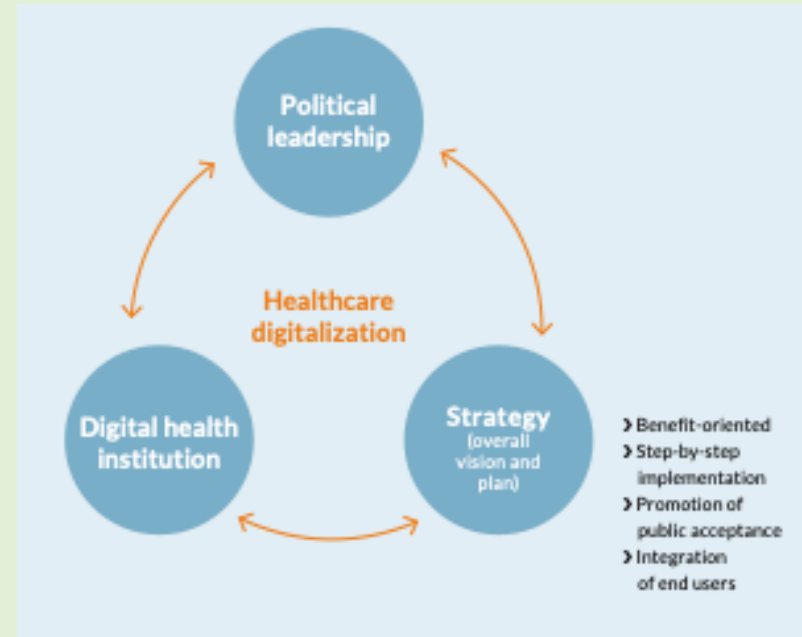 Political
leadership
Healthcare
digitalization
Digital health
institution
Strategy
(overall
vision and
plan)
❯ Benefit-oriented
❯ Step-by-step
implementation
❯ Promotion of
public acceptance
❯ Integration
of end users